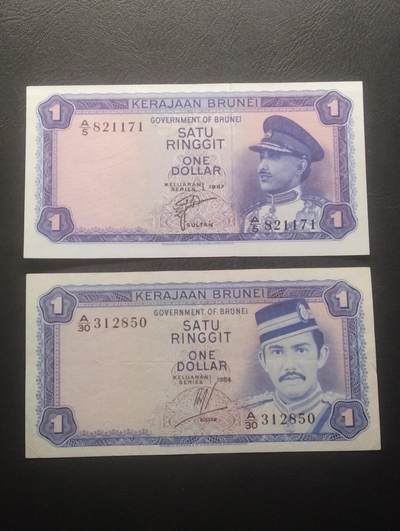 1 KERAJAAN BRUNEI 1
A/5 821171
GOVERNMENT OF BRUNEI
SATU
RINGGIT
ONE
DOLLAR
KELUARAN
SERIES 1967
SULTAN
A/5 821171
1 1
1 KERAJAAN BRUNEI 1
A/30 312850
GOVERNMENT OF BRUNEI
SATU
RINGGIT
ONE
DOLLAR
KELUARAN
SERIES 1984
SULTAN
A/30 312850
1 1